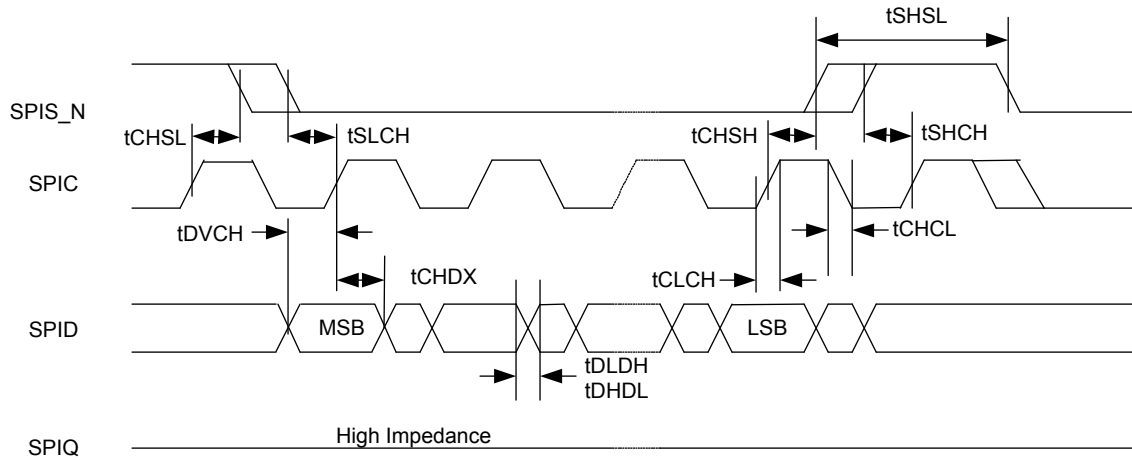 tSHSL
SPIS_N
tCHSL
tSLCH
tCHSH
tSHCH
SPIC
tDVCH
tCHCL
tCHDX
tCLCH
SPID
MSB
LSB
tDLDH
tDHDL
High Impedance
SPIQ